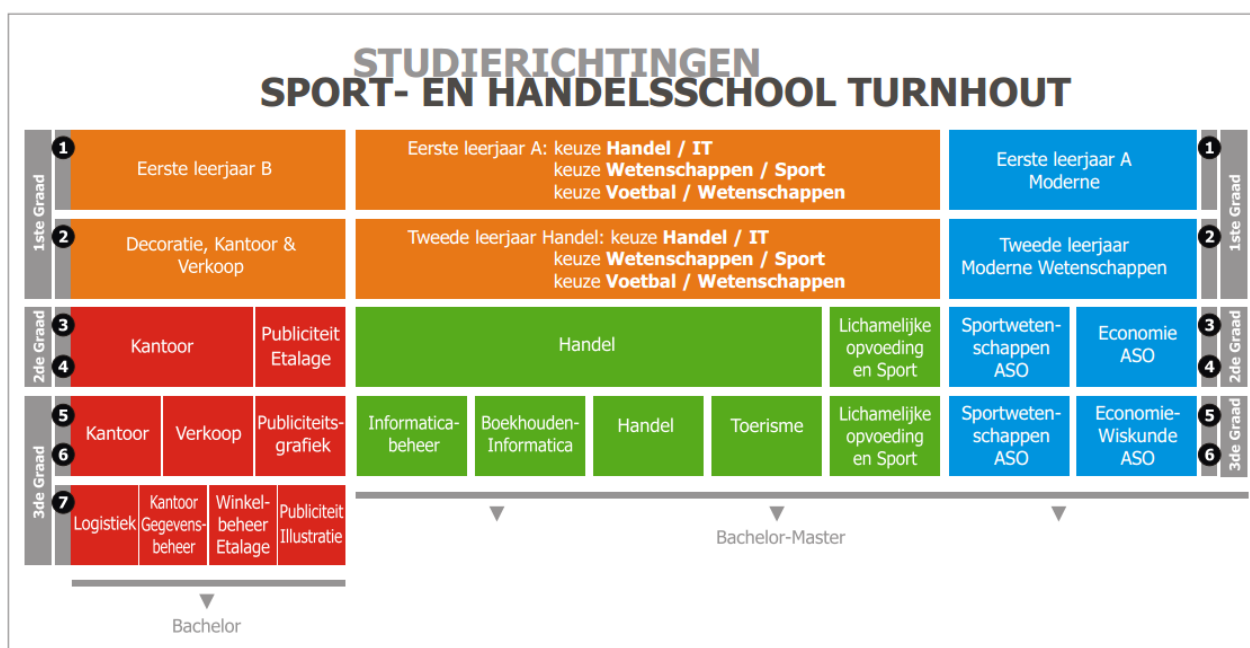 STUDIERICHTINGEN
SPORT- EN HANDELSSCHOOL TURNHOUT
1ste Graad
1
Eerste leerjaar B
Eerste leerjaar A: keuze Handel / IT
keuze Wetenschappen / Sport
keuze Voetbal / Wetenschappen
Eerste leerjaar A
Moderne
1
1ste Graad
2
Decoratie, Kantoor &
Verkoop
Tweede leerjaar Handel: keuze Handel / IT
keuze Wetenschappen / Sport
keuze Voetbal / Wetenschappen
Tweede leerjaar
Moderne Wetenschappen
2
2de Graad
3
4
Kantoor
Publiciteit
Etalage
Handel
Lichamelijke
opvoeding
en Sport
Sportweten-
schappen
ASO
Economie
ASO
3
4
2de Graad
3de Graad
5
6
Kantoor
Verkoop
Publiciteits-
grafiek
Informatica-
beheer
Boekhouden-
Informatica
Handel
Toerisme
Lichamelijke
opvoeding
en Sport
Sportweten-
schappen
ASO
Economie-
Wiskunde
ASO
5
6
3de Graad
7
Logistiek
Kantoor
Gegevens-
beheer
Winkel-
beheer
Etalage
Publiciteit
Illustratie
Bachelor-Master
Bachelor